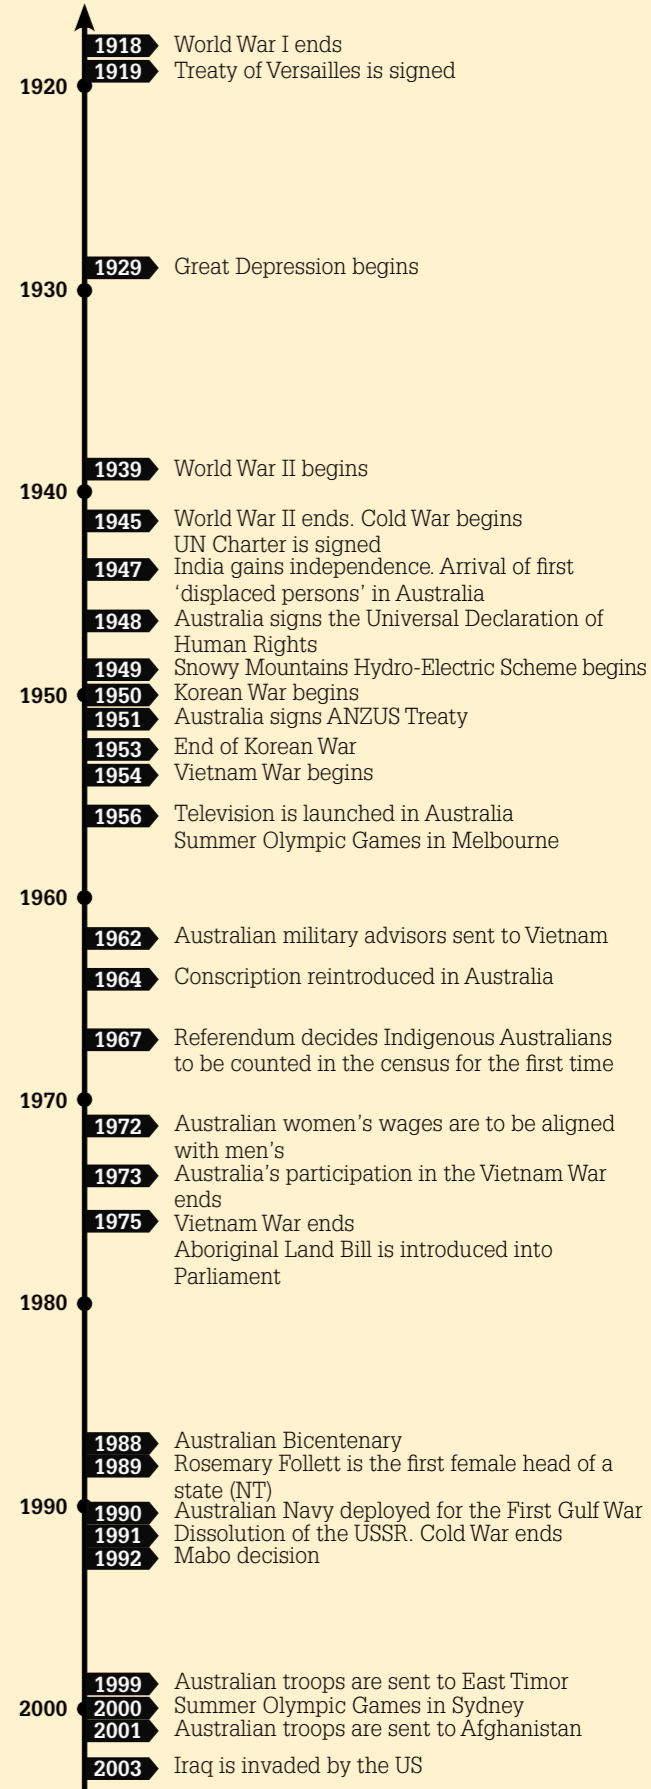 1918 World War I ends
1919 Treaty of Versailles is signed
1920
1929 Great Depression begins
1930
1939 World War II begins
1940
1945 World War II ends. Cold War begins
UN Charter is signed
1947 India gains independence. Arrival of first
‘displaced persons’ in Australia
1948 Australia signs the Universal Declaration of
Human Rights
1949 Snowy Mountains Hydro-Electric Scheme begins
1950 1950 Korean War begins
1951 Australia signs ANZUS Treaty
1953 End of Korean War
1954 Vietnam War begins
1956 Television is launched in Australia
Summer Olympic Games in Melbourne
1960
1962 Australian military advisors sent to Vietnam
1964 Conscription reintroduced in Australia
1967 Referendum decides Indigenous Australians
to be counted in the census for the first time
1970
1972 Australian women’s wages are to be aligned
with men’s
1973 Australia’s participation in the Vietnam War
ends
1975 Vietnam War ends
Aboriginal Land Bill is introduced into
Parliament
1980
1988 Australian Bicentenary
1989 Rosemary Follett is the first female head of a
state (NT)
1990 1990 Australian Navy deployed for the First Gulf War
1991 Dissolution of the USSR. Cold War ends
1992 Mabo decision
1999 Australian troops are sent to East Timor
2000 2000 Summer Olympic Games in Sydney
2001 Australian troops are sent to Afghanistan
2003 Iraq is invaded by the US